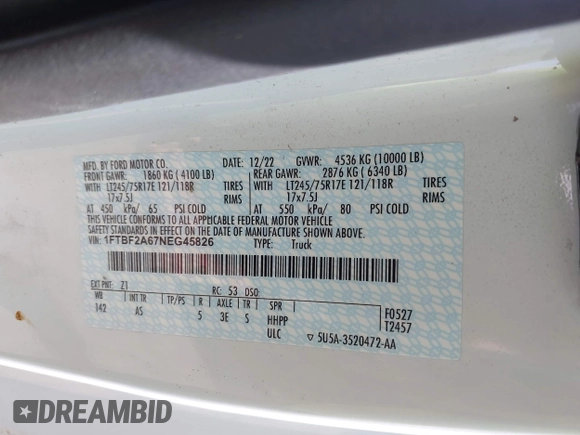 MFD. BY FORD MOTOR CO.
DATE: 12/22 GVWR: 4536 KG (10000 LB)
FRONT GAWR: 1860 KG ( 4100 LB)
REAR GAWR: 2876 KG ( 6340 LB)
WITH LT245/75R17E 121/118R TIRES
17x7.5J RIMS
WITH LT245/75R17E 121/118R TIRES
17x7.5J RIMS
AT 450 kPa/ 65 PSI COLD
AT 550 kPa/ 80 PSI COLD
THIS VEHICLE CONFORMS TO ALL APPLICABLE FEDERAL MOTOR VEHICLE
SAFETY STANDARDS IN EFFECT ON THE DATE OF MANUFACTURE SHOWN ABOVE.
VIN: 1FTBF2A67NEG45826 TYPE: Truck
EXT PNT: Z1 RC: 53 DSO:
WB INT TR TP/PS R AXLE TR SPR
142 AS 5 3E S HHPP
ULC
F0527
T2457
▽ 5U5A-3520472-AA
DREAMBID